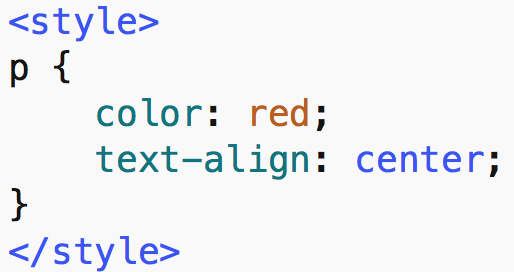 <style>
p {
    color: red;
    text-align: center;
}
</style>